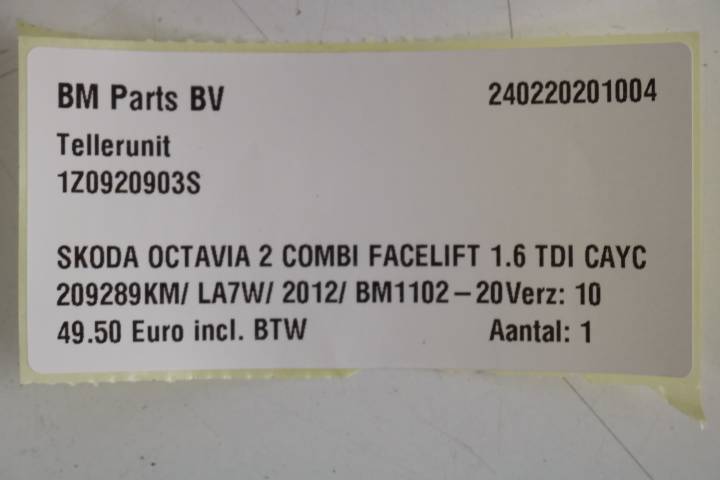 BM Parts BV 240220201004
Tellerunit
1Z0920903S
SKODA OCTAVIA 2 COMBI FACELIFT 1.6 TDI CAYC
209289KM/ LA7W/ 2012/ BM1102-20Verz: 10
49.50 Euro incl. BTW Aantal: 1